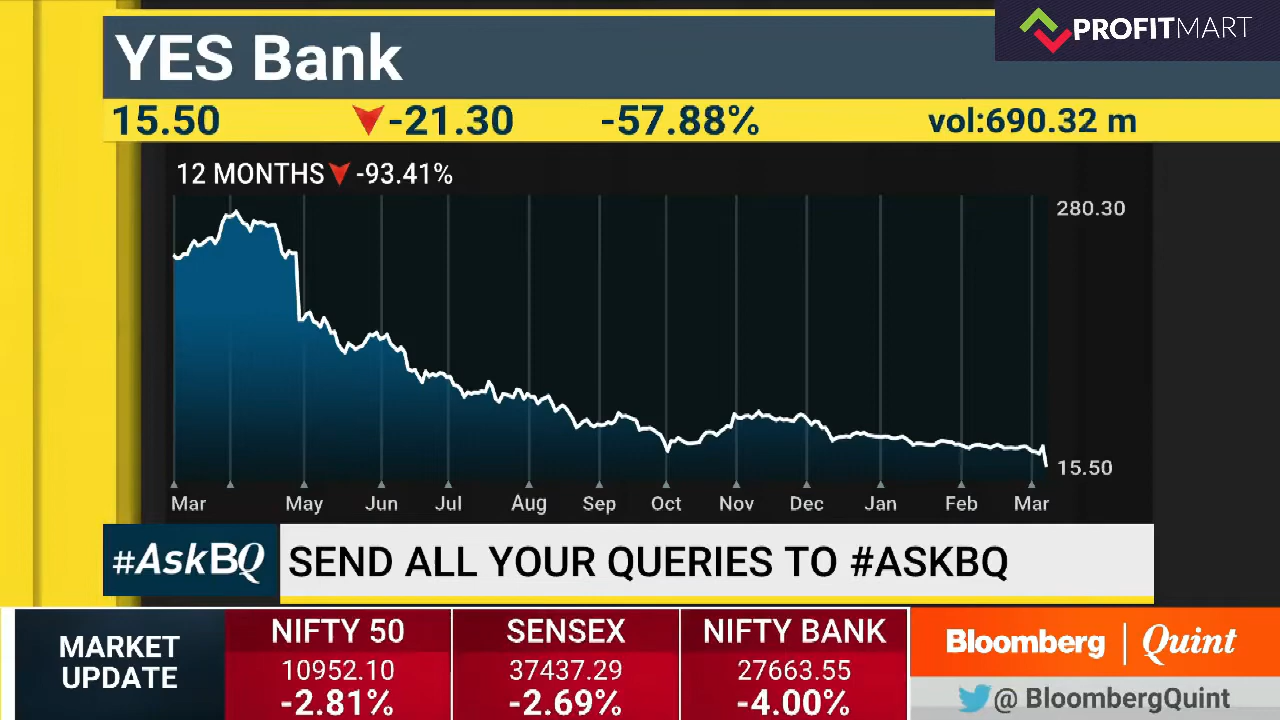 YES Bank
PROFITMART
15.50 -21.30 -57.88% vol:690.32 m
12 MONTHS -93.41%
280.30
15.50
Mar May Jun Jul Aug Sep Oct Nov Dec Jan Feb Mar
#AskBQ SEND ALL YOUR QUERIES TO #ASKBQ
MARKET
UPDATE
NIFTY 50
10952.10
-2.81%
SENSEX
37437.29
-2.69%
NIFTY BANK
27663.55
-4.00%
Bloomberg | Quint
@ BloombergQuint